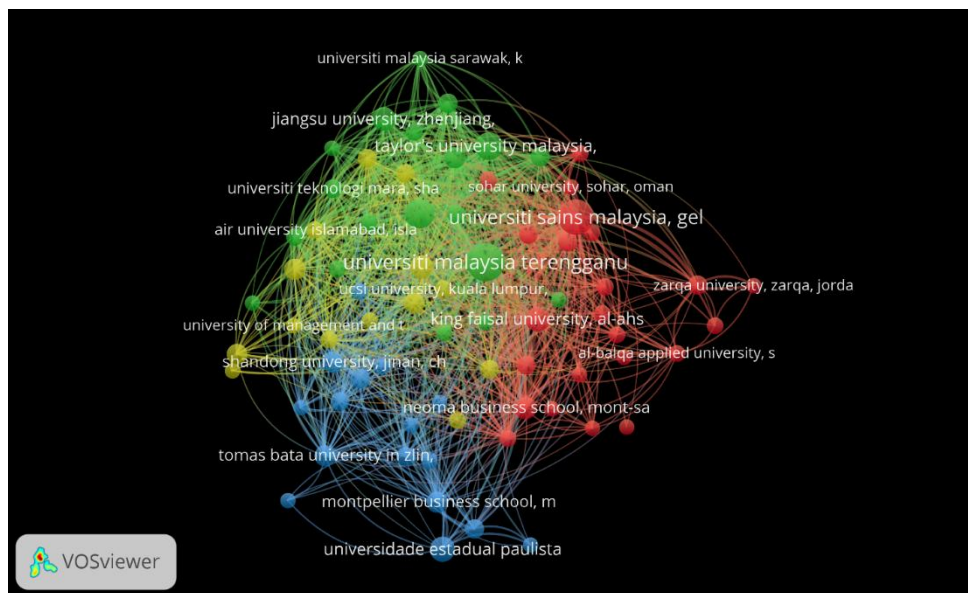 universiti malaysia sarawak, k
jiangsu university, zhenjiang,
taylor's university malaysia,
universiti teknologi mara, sha
sohar university, sohar, oman
universiti sains malaysia, gel
air university islamabad, isla
universiti malaysia terengganu
ucsi university, kuala lumpur,
zarqa university, zarqa, jorda
university of management and t
king faisal university, al-ahs
shandong university, jinan, ch
al-balqa applied university, s
neoma business school, mont-sa
tomas bata university in zlin,
montpellier business school, m
universidade estadual paulista
VOSviewer